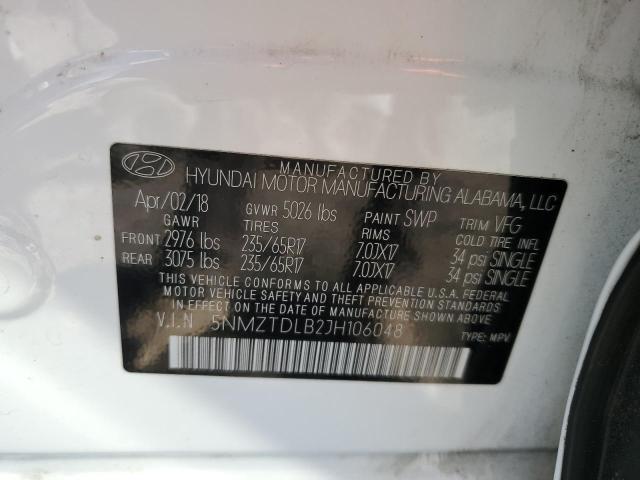 MANUFACTURED BY
HYUNDAI MOTOR MANUFACTURING ALABAMA, LLC
Apr/02/18 GVWR 5026 lbs PAINT SWP TRIM VFG
GAWR TIRES RIMS COLD TIRE INFL
FRONT 2976 lbs 235/65R17 7.0JX17 34 psi SINGLE
REAR 3075 lbs 235/65R17 7.0JX17 34 psi SINGLE
THIS VEHICLE CONFORMS TO ALL APPLICABLE U.S.A. FEDERAL
MOTOR VEHICLE SAFETY AND THEFT PREVENTION STANDARDS
IN EFFECT ON THE DATE OF MANUFACTURE SHOWN ABOVE.
V.I.N 5NMZTDLB2JH106048 TYPE: MPV